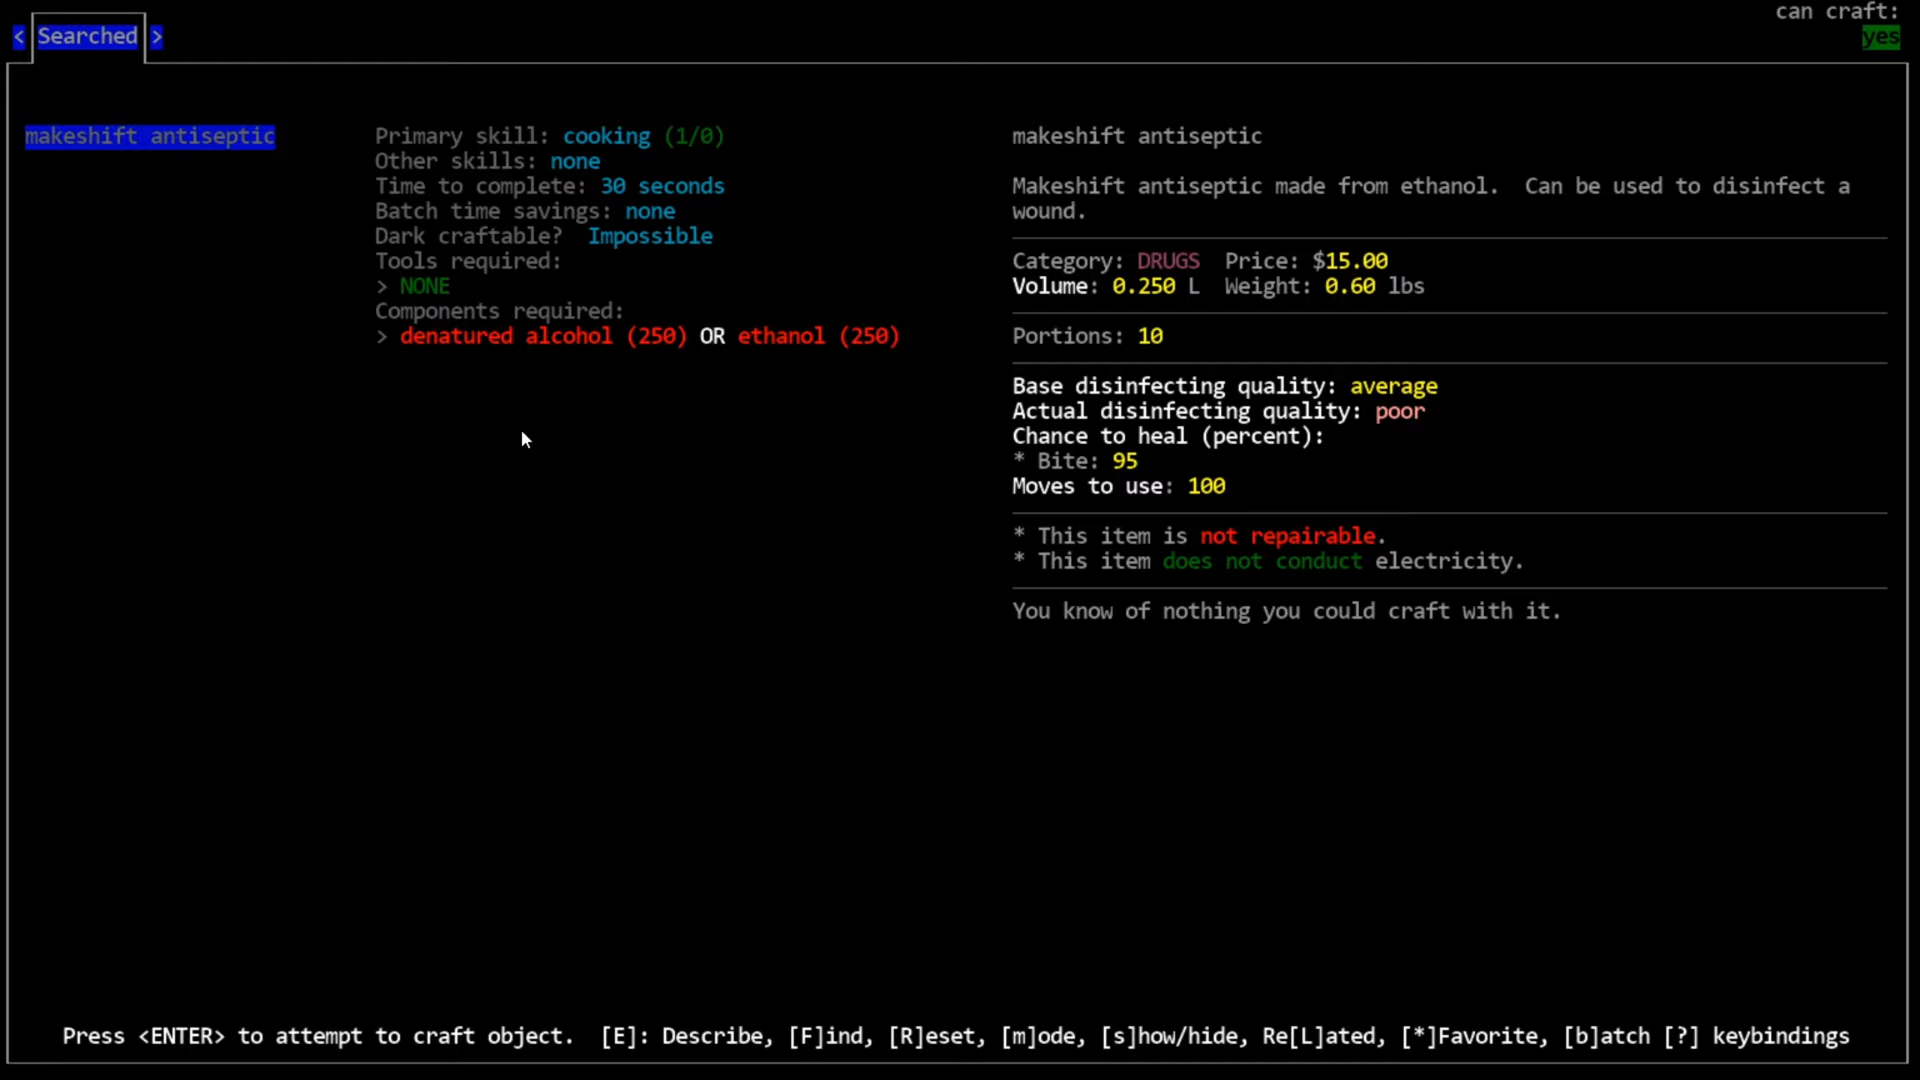 can craft:
< Searched >
yes
makeshift antiseptic
Primary skill: cooking (1/0)
Other skills: none
Time to complete: 30 seconds
Batch time savings: none
Dark craftable?  Impossible
Tools required:
> NONE
Components required:
> denatured alcohol (250) OR ethanol (250)
makeshift antiseptic
Makeshift antiseptic made from ethanol.  Can be used to disinfect a
wound.
Category: DRUGS  Price: $15.00
Volume: 0.250 L  Weight: 0.60 lbs
Portions: 10
Base disinfecting quality: average
Actual disinfecting quality: poor
Chance to heal (percent):
* Bite: 95
Moves to use: 100
* This item is not repairable.
* This item does not conduct electricity.
You know of nothing you could craft with it.
Press <ENTER> to attempt to craft object.  [E]: Describe, [F]ind, [R]eset, [m]ode, [s]how/hide, Re[L]ated, [*]Favorite, [b]atch [?] keybindings